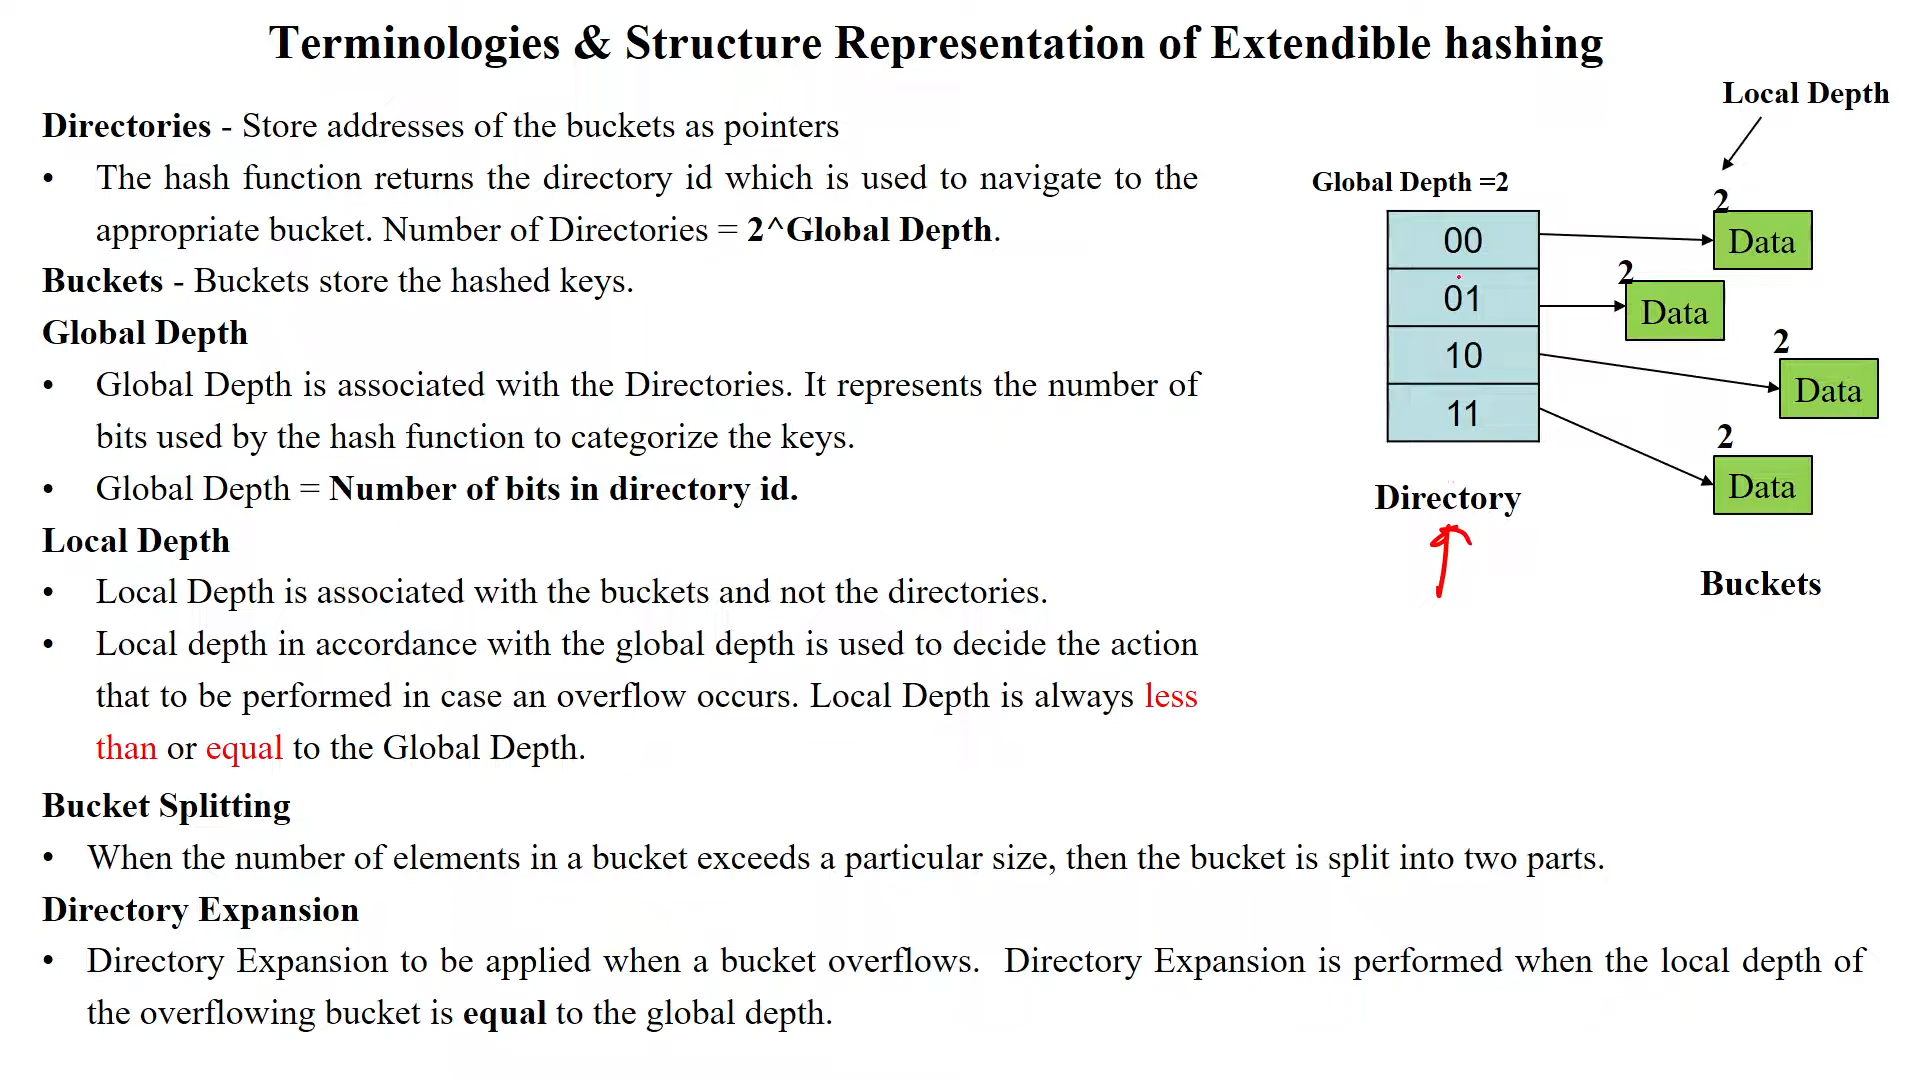 Terminologies & Structure Representation of Extendible hashing
Directories - Store addresses of the buckets as pointers
• The hash function returns the directory id which is used to navigate to the
appropriate bucket. Number of Directories = 2^Global Depth.
Buckets - Buckets store the hashed keys.
Global Depth
• Global Depth is associated with the Directories. It represents the number of
bits used by the hash function to categorize the keys.
• Global Depth = Number of bits in directory id.
Local Depth
• Local Depth is associated with the buckets and not the directories.
• Local depth in accordance with the global depth is used to decide the action
that to be performed in case an overflow occurs. Local Depth is always less
than or equal to the Global Depth.
Bucket Splitting
• When the number of elements in a bucket exceeds a particular size, then the bucket is split into two parts.
Directory Expansion
• Directory Expansion to be applied when a bucket overflows. Directory Expansion is performed when the local depth of
the overflowing bucket is equal to the global depth.
Local Depth
Global Depth =2
2
00
Data
2
01
Data
2
10
Data
11
2
Data
Directory
Buckets